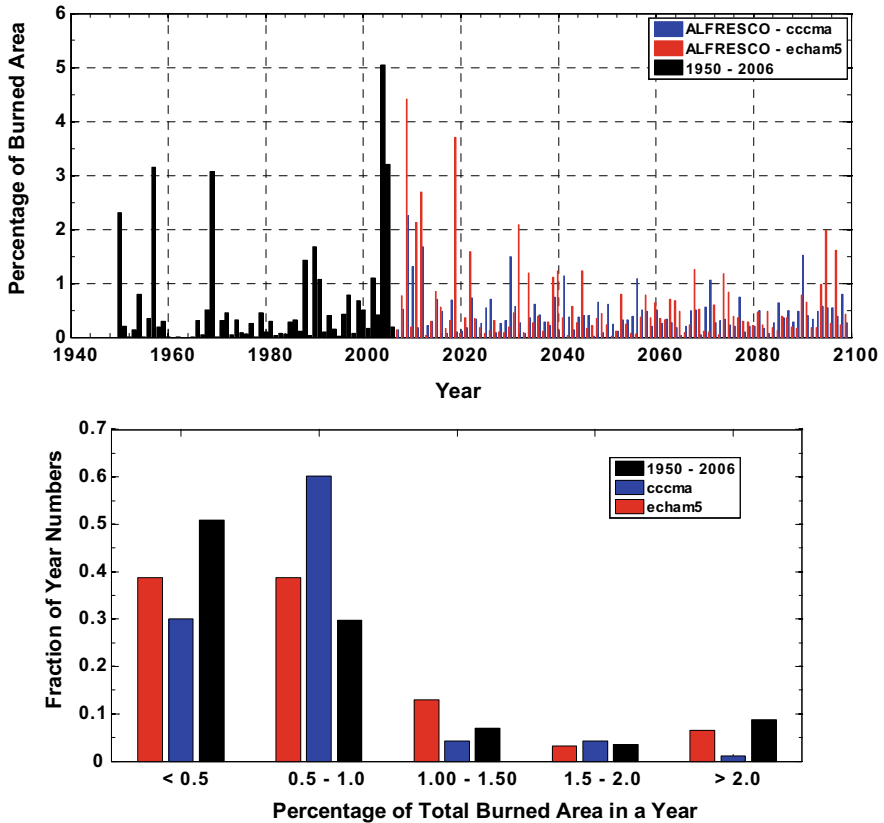 ALFRESCO - cccma
ALFRESCO - echam5
1950 - 2006
Percentage of Burned Area
6
5
4
3
2
1
0
1940
1960
1980
2000
2020
2040
2060
2080
2100
Year
0.7
0.6
0.5
0.4
0.3
0.2
0.1
0
Fraction of Year Numbers
1950 - 2006
cccma
echam5
< 0.5
0.5 - 1.0
1.00 - 1.50
1.5 - 2.0
> 2.0
Percentage of Total Burned Area in a Year